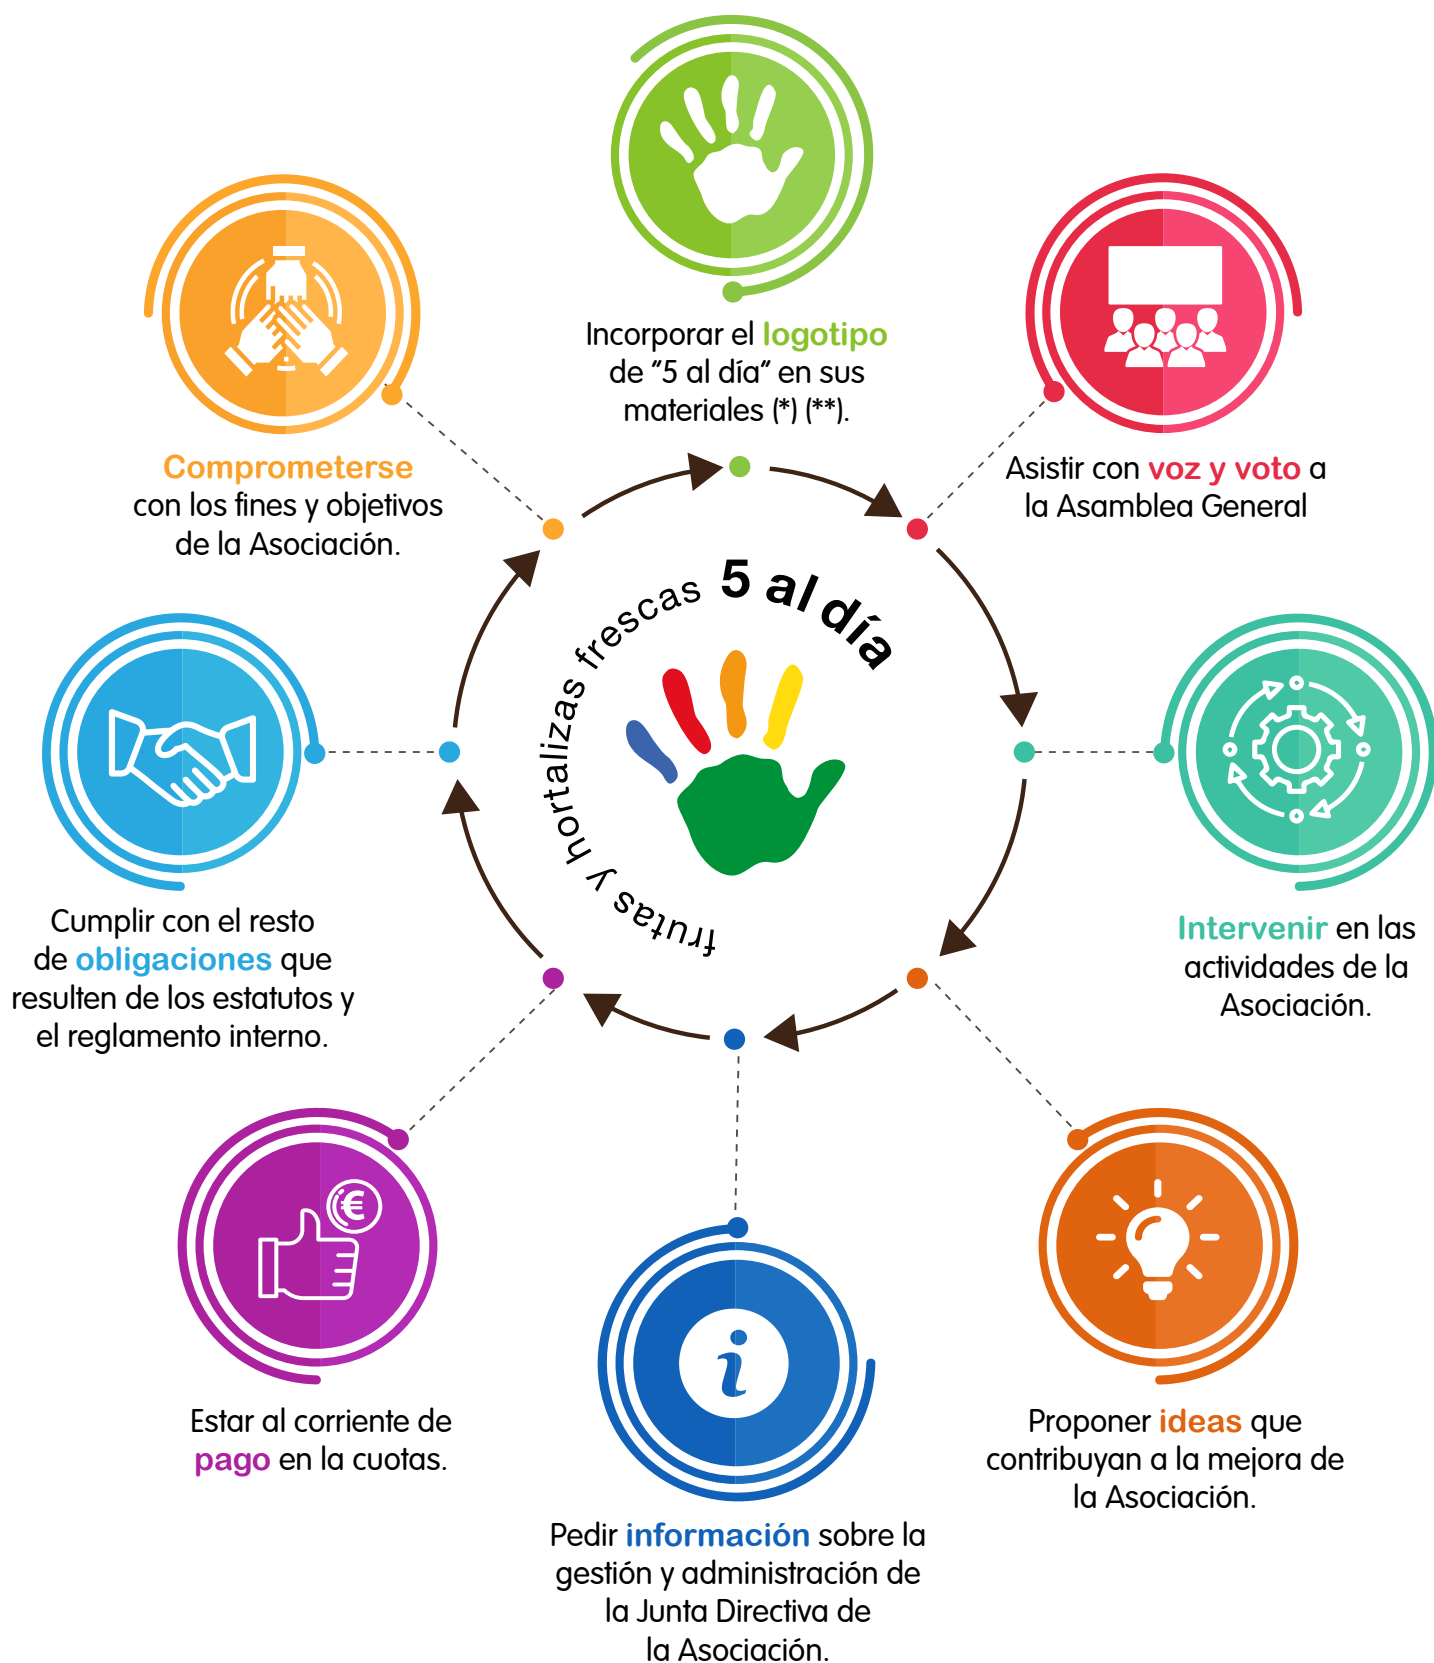 Incorporar el logotipo
de “5 al día” en sus
materiales (*) (**).
Asistir con voz y voto a
la Asamblea General
Intervenir en las
actividades de la
Asociación.
Proponer ideas que
contribuyan a la mejora de
la Asociación.
Pedir información sobre la
gestión y administración de
la Junta Directiva de
la Asociación.
Estar al corriente de
pago en la cuotas.
Cumplir con el resto
de obligaciones que
resulten de los estatutos y
el reglamento interno.
Comprometerse
con los fines y objetivos
de la Asociación.
frutas y hortalizas frescas 5 al día
€
i